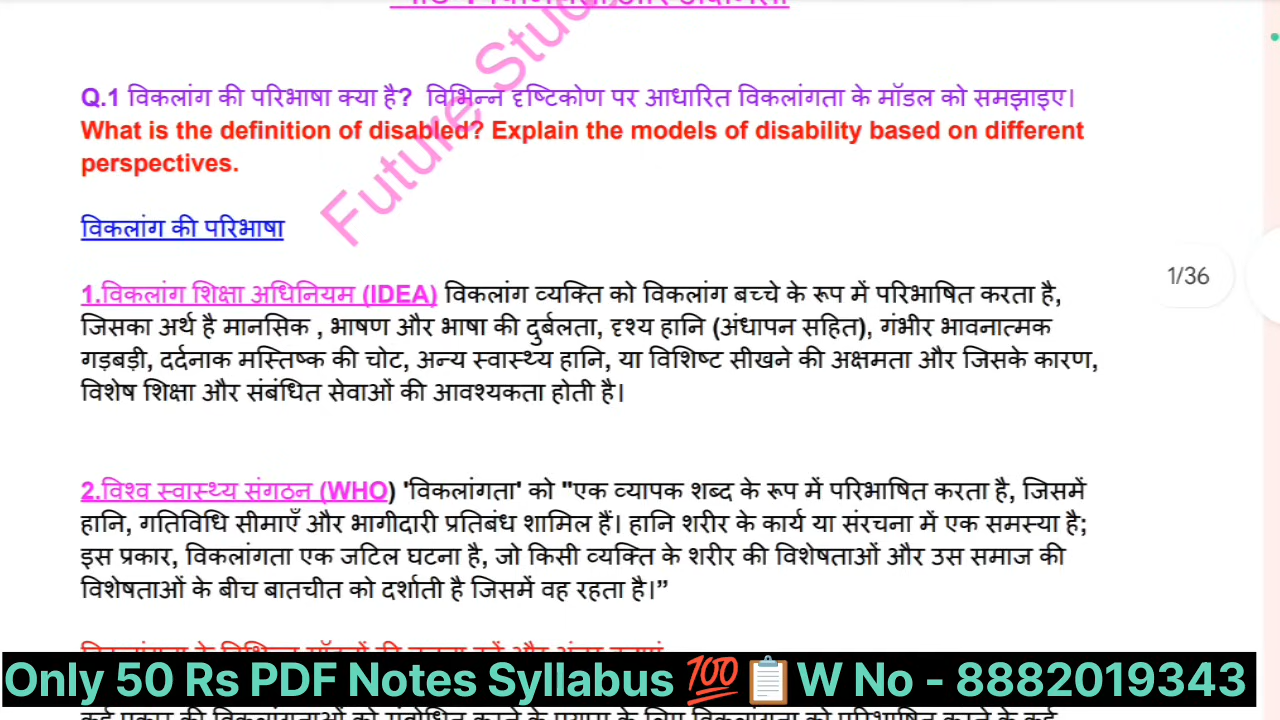 Q.1 विकलांग की परिभाषा क्या है? विभिन्न दृष्टिकोण पर आधारित विकलांगता के मॉडल को समझाइए।
What is the definition of disabled? Explain the models of disability based on different
perspectives.
Future
विकलांग की परिभाषा
1.विकलांग शिक्षा अधिनियम (IDEA) विकलांग व्यक्ति को विकलांग बच्चे के रूप में परिभाषित करता है,
1/36
जिसका अर्थ है मानसिक , भाषण और भाषा की दुर्बलता, दृश्य हानि (अंधापन सहित), गंभीर भावनात्मक
गड़बड़ी, दर्दनाक मस्तिष्क की चोट, अन्य स्वास्थ्य हानि, या विशिष्ट सीखने की अक्षमता और जिसके कारण,
विशेष शिक्षा और संबंधित सेवाओं की आवश्यकता होती है।
2.विश्व स्वास्थ्य संगठन (WHO) 'विकलांगता' को "एक व्यापक शब्द के रूप में परिभाषित करता है, जिसमें
हानि, गतिविधि सीमाएँ और भागीदारी प्रतिबंध शामिल हैं। हानि शरीर के कार्य या संरचना में एक समस्या है;
इस प्रकार, विकलांगता एक जटिल घटना है, जो किसी व्यक्ति के शरीर की विशेषताओं और उस समाज की
विशेषताओं के बीच बातचीत को दर्शाती है जिसमें वह रहता है।”
Only 50 Rs PDF Notes Syllabus 💯📋W No - 8882019343